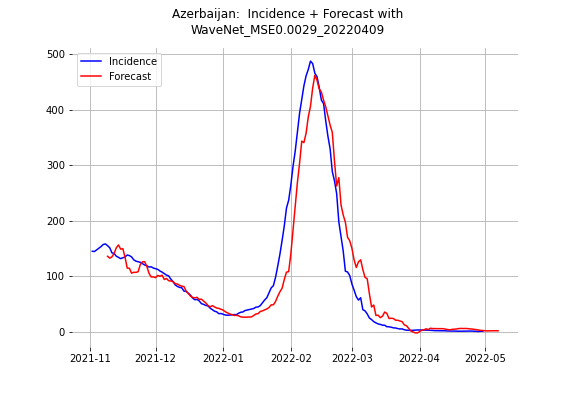 Azerbaijan:  Incidence + Forecast with
WaveNet_MSE0.0029_20220409
500
400
300
200
100
0
Incidence
Forecast
2021-11 2021-12 2022-01 2022-02 2022-03 2022-04 2022-05